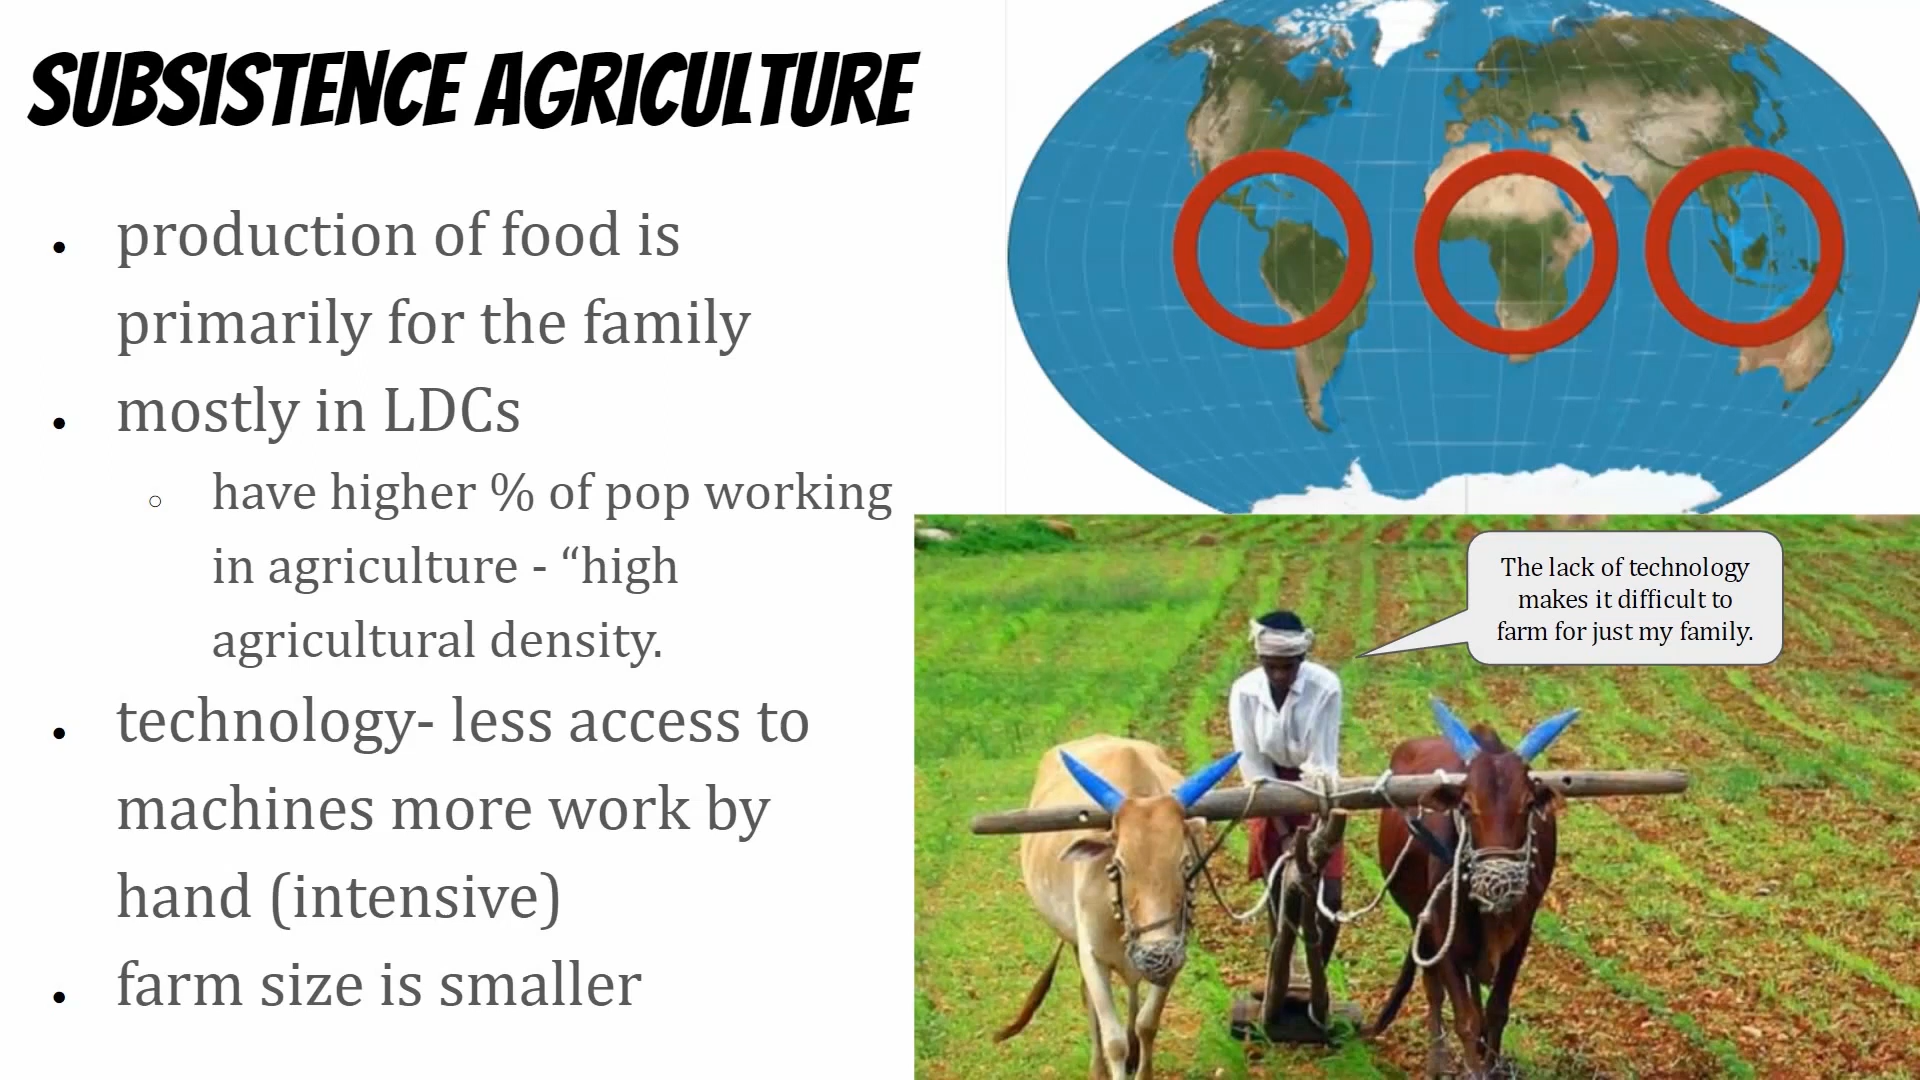 SUBSISTENCE AGRICULTURE
production of food is
primarily for the family
mostly in LDCs
have higher % of pop working
in agriculture - “high
agricultural density.
technology- less access to
machines more work by
hand (intensive)
farm size is smaller
The lack of technology
makes it difficult to
farm for just my family.